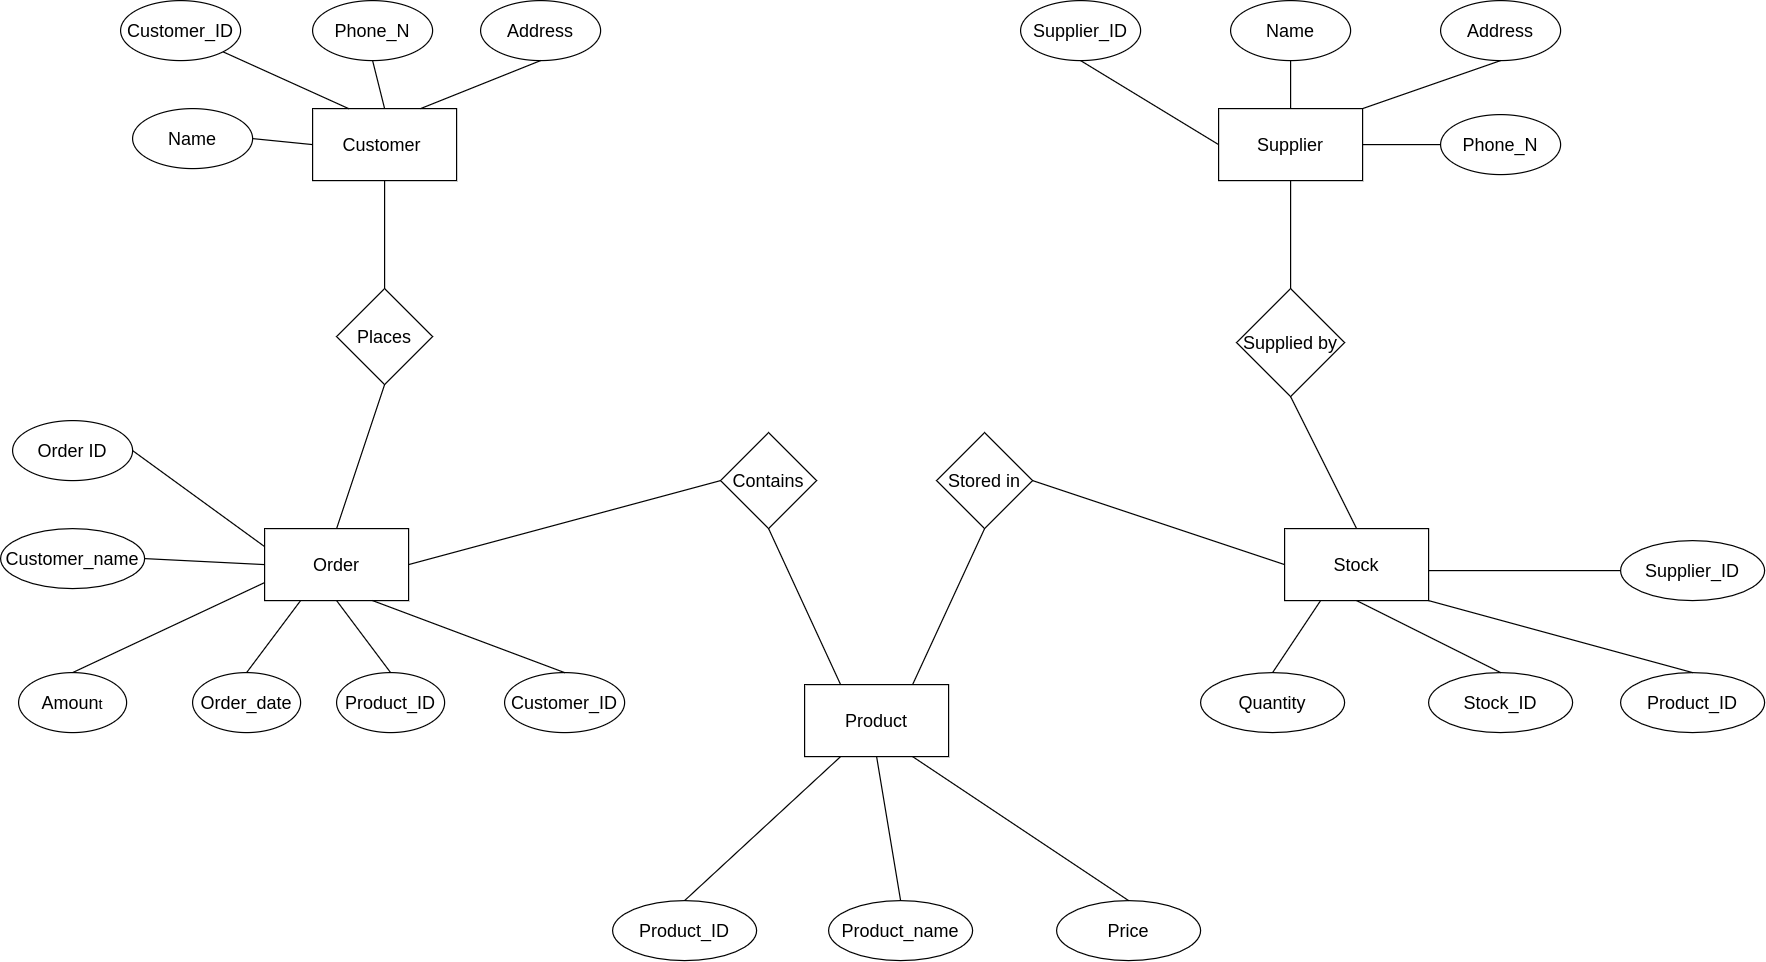 Customer_ID
Phone_N
Address
Supplier_ID
Name
Address
Name
Customer
Supplier
Phone_N
Places
Supplied by
Order ID
Contains
Stored in
Customer_name
Order
Stock
Supplier_ID
Amount
Order_date
Product_ID
Customer_ID
Product
Quantity
Stock_ID
Product_ID
Product_ID
Product_name
Price